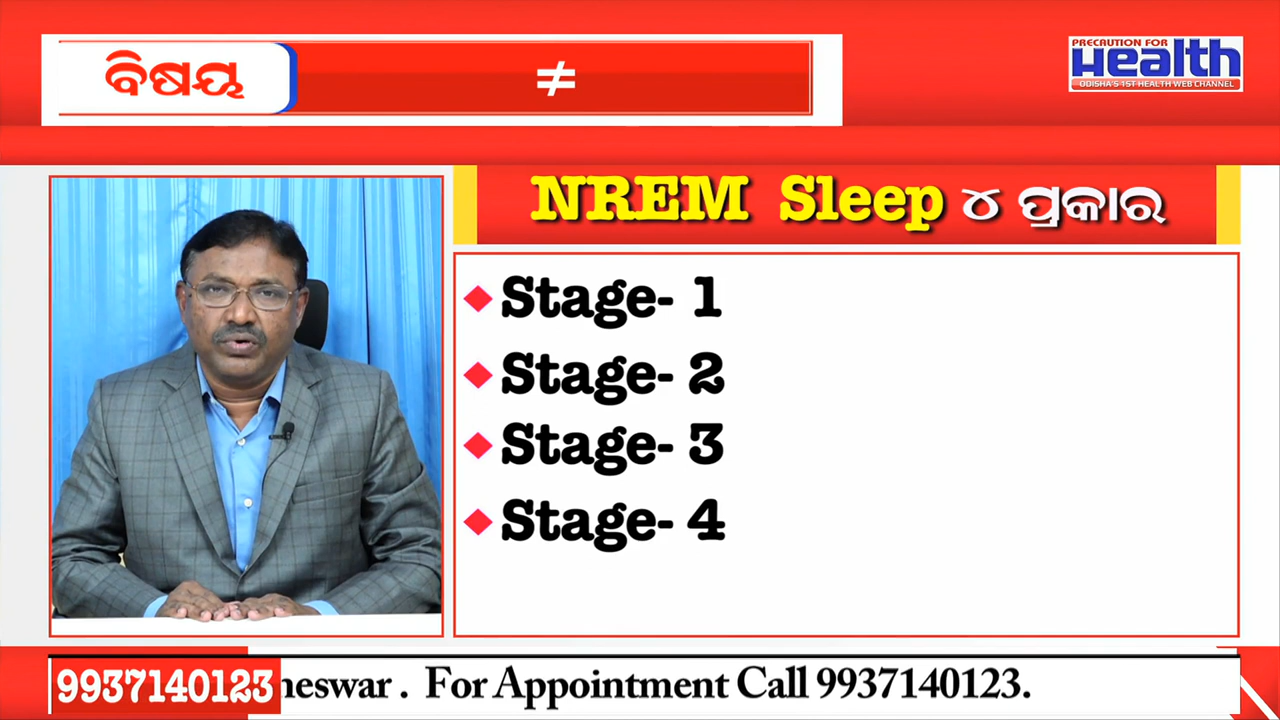 ବିଷୟ
≠
PRECAUTION FOR
Health
ODISHA'S 1ST HEALTH WEB CHANNEL
NREM Sleep ୪ ପ୍ରକାର
Stage- 1
Stage- 2
Stage- 3
Stage- 4
9937140123
neswar . For Appointment Call 9937140123.